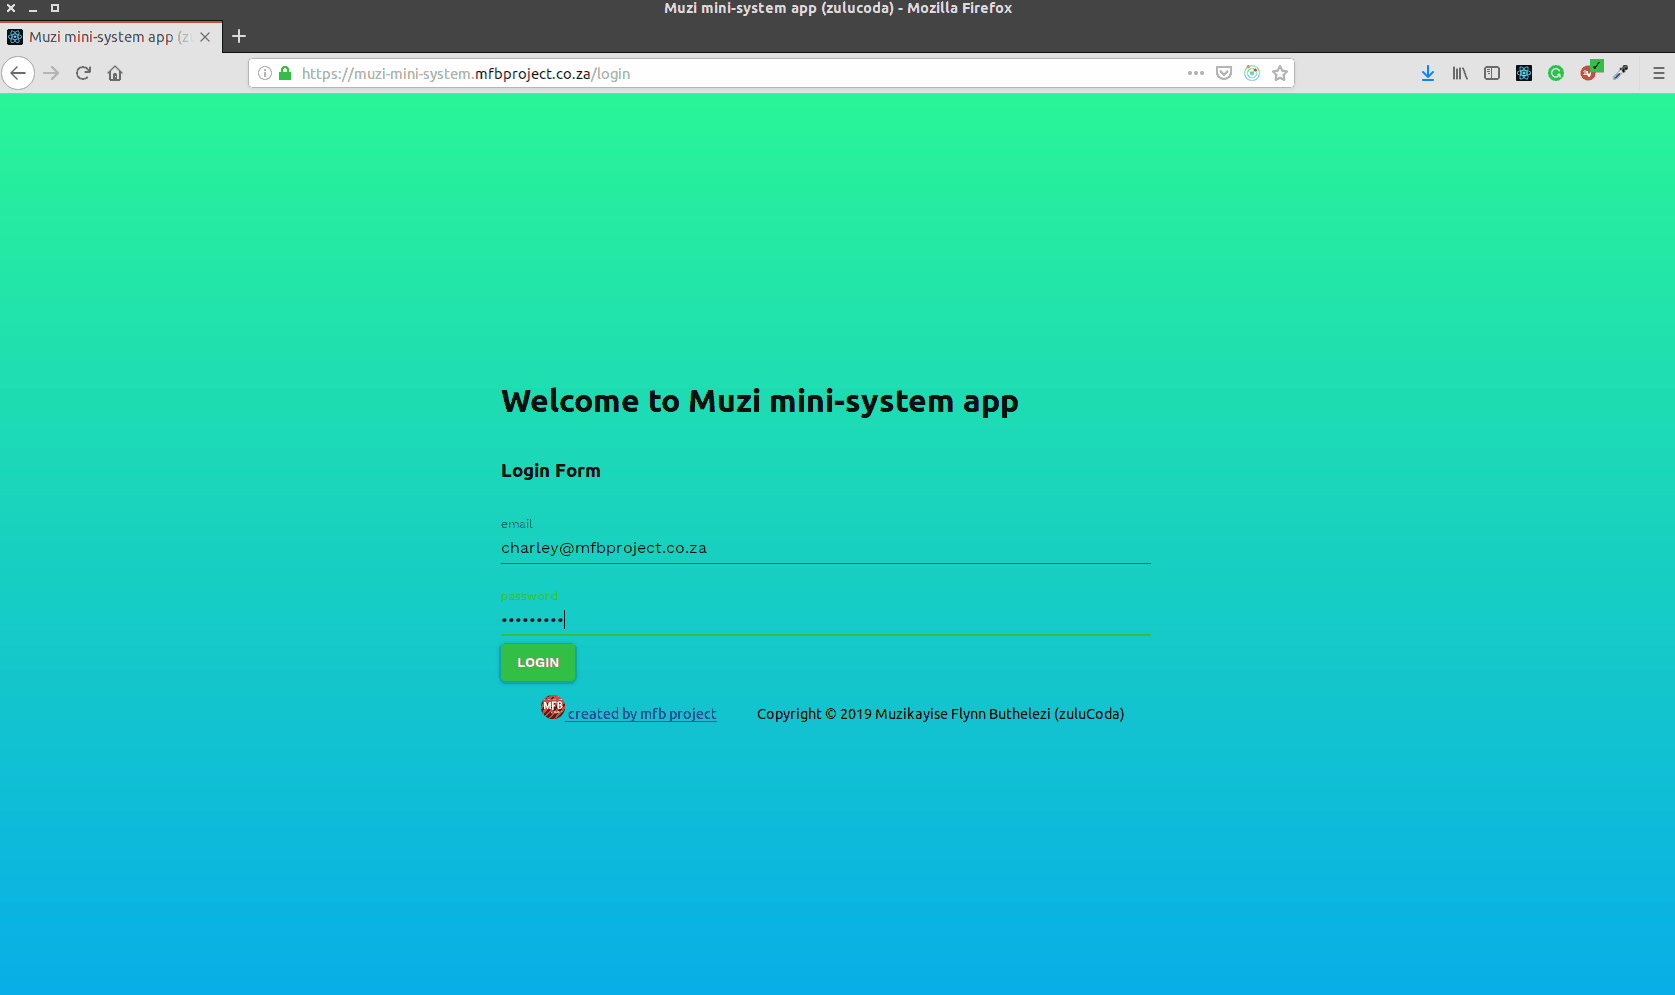 Muzi mini-system app (zulucoda) - Mozilla Firefox
Muzi mini-system app (z
https://muzi-mini-system.mfbproject.co.za/login
Welcome to Muzi mini-system app
Login Form
email
charley@mfbproject.co.za
password
•••••••••
LOGIN
MFB created by mfb project Copyright © 2019 Muzikayise Flynn Buthelezi (zuluCoda)